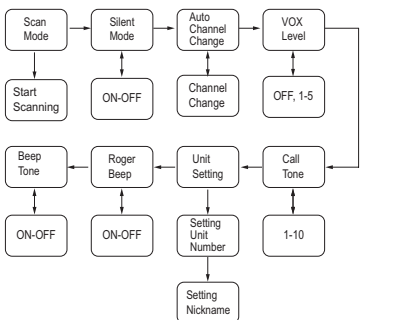 Scan
Mode
Silent
Mode
Auto
Channel
Change
VOX
Level
Start
Scanning
ON-OFF
Channel
Change
OFF, 1-5
Beep
Tone
Roger
Beep
Unit
Setting
Call
Tone
ON-OFF
ON-OFF
Setting
Unit
Number
1-10
Setting
Nickname